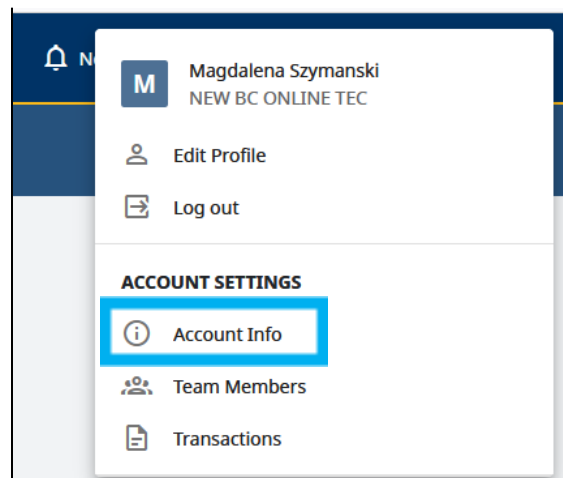 M
Magdalena Szymanski
NEW BC ONLINE TEC
Edit Profile
Log out
ACCOUNT SETTINGS
Account Info
Team Members
Transactions